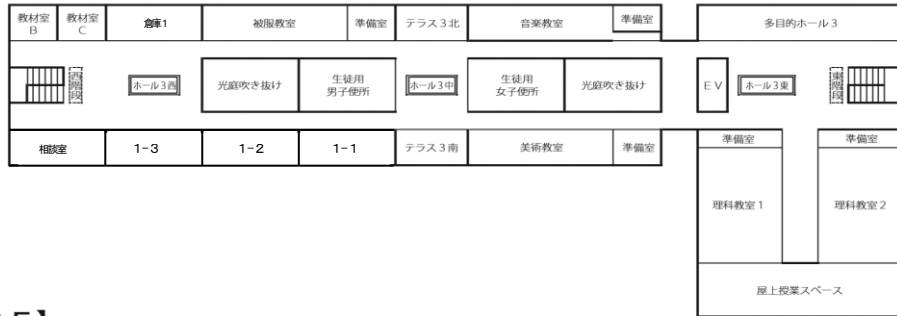 教材室
B
教材室
C
倉庫1
被服教室
準備室
テラス3北
音楽教室
準備室
多目的ホール3
西階段
ホール3西
光庭吹き抜け
生徒用
男子便所
ホール3中
生徒用
女子便所
光庭吹き抜け
EV
ホール3東
東階段
相談室
1-3
1-2
1-1
テラス3南
美術教室
準備室
準備室
準備室
理科教室1
理科教室2
屋上授業スペース